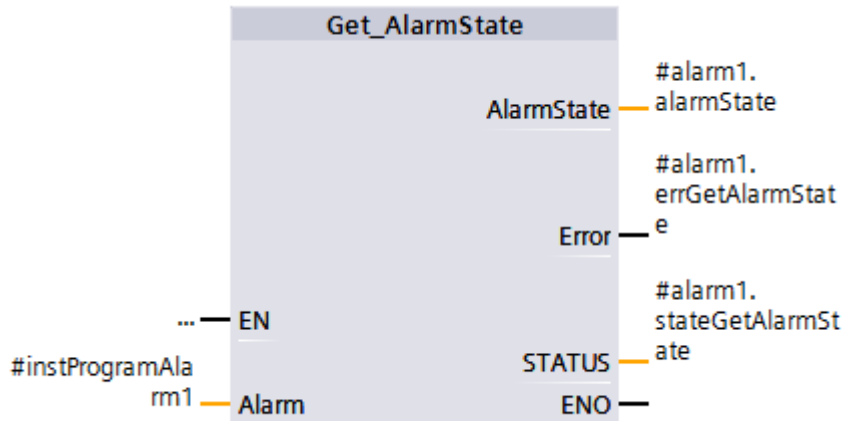 Get_AlarmState
AlarmState
#alarm1.
alarmState
Error
#alarm1.
errGetAlarmStat
e
... EN
STATUS
#alarm1.
stateGetAlarmSt
ate
#instProgramAla
rm1
Alarm
ENO